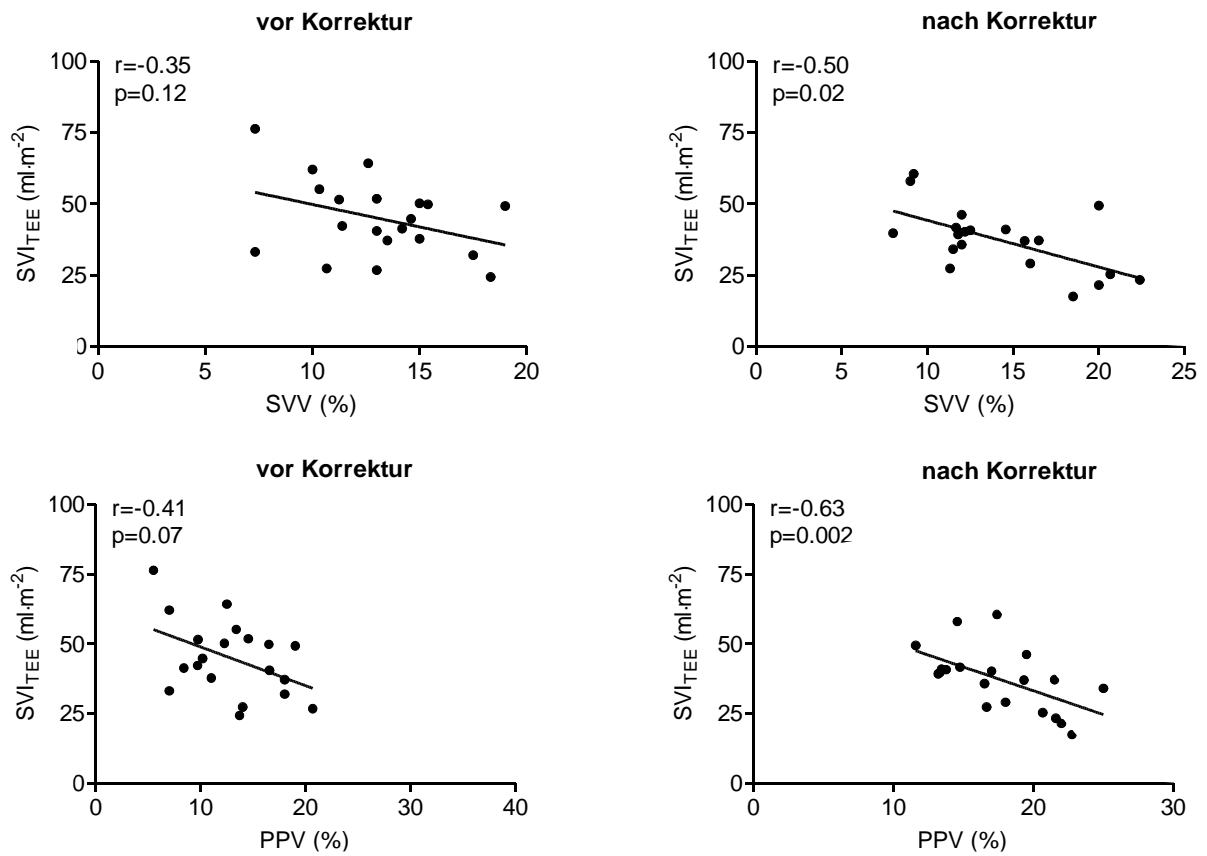 vor Korrektur
r=-0.35
p=0.12
100
75
50
25
0
SVI_TEE (ml·m⁻²)
0 5 10 15 20
SVV (%)
nach Korrektur
r=-0.50
p=0.02
100
75
50
25
0
SVI_TEE (ml·m⁻²)
0 5 10 15 20 25
SVV (%)
vor Korrektur
r=-0.41
p=0.07
100
75
50
25
0
SVI_TEE (ml·m⁻²)
0 10 20 30 40
PPV (%)
nach Korrektur
r=-0.63
p=0.002
100
75
50
25
0
SVI_TEE (ml·m⁻²)
0 10 20 30
PPV (%)